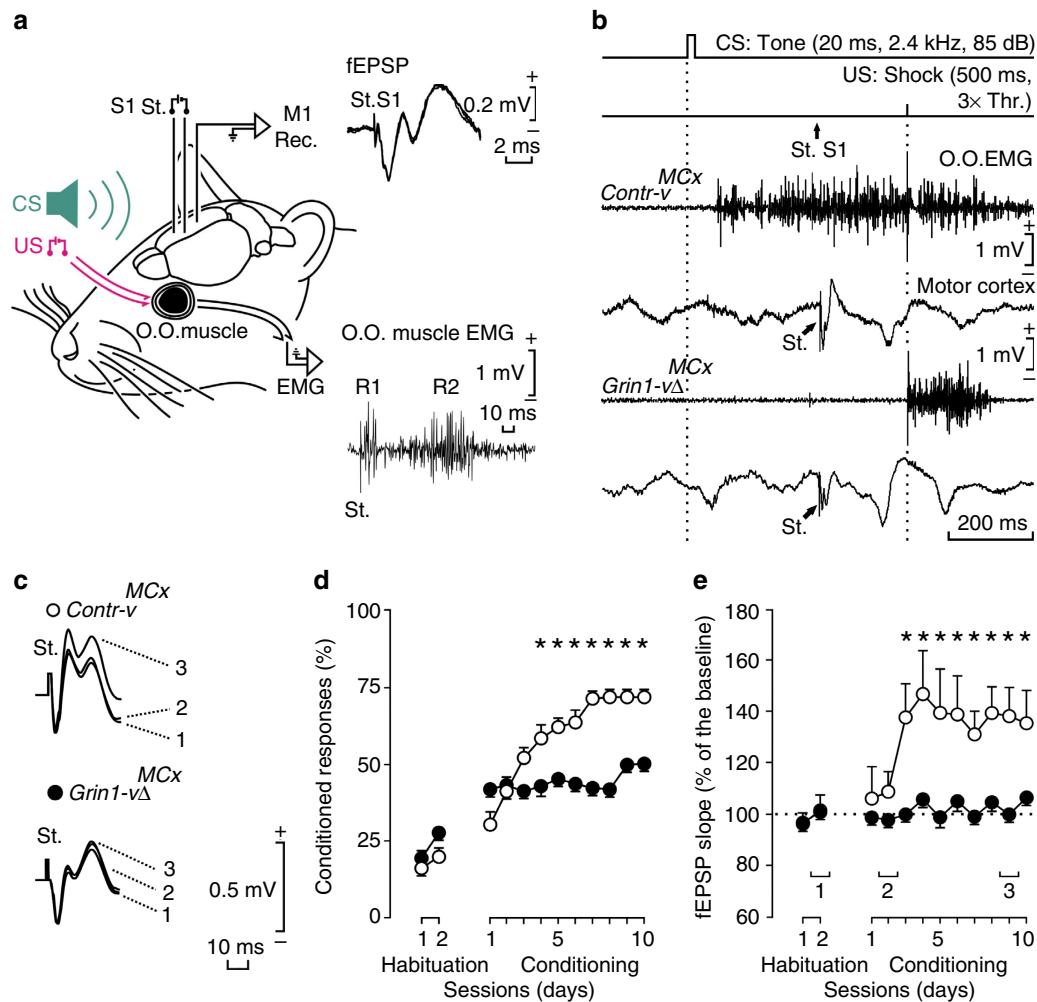 a
S1 St.
M1
Rec.
CS
US
O.O.muscle
EMG
fEPSP
St.S1
+
0.2 mV
−
2 ms
O.O. muscle EMG
+
1 mV
−
R1
R2
10 ms
St.
b
CS: Tone (20 ms, 2.4 kHz, 85 dB)
US: Shock (500 ms,
3× Thr.)
St. S1
O.O.EMG
Contr-v MCx
+
1 mV
−
Motor cortex
St.
+
1 mV
−
Grin1-vΔ MCx
St.
200 ms
c
Contr-v MCx
St.
3
2
1
Grin1-vΔ MCx
St.
3
2
1
+
0.5 mV
−
10 ms
d
Conditioned responses (%)
100
75
50
25
0
* * * * * * *
1 2
1 5 10
Habituation Conditioning
Sessions (days)
e
fEPSP slope (% of the baseline)
180
160
140
120
100
80
60
* * * * * * * *
1 2 3
1 2
1 5 10
Habituation Conditioning
Sessions (days)